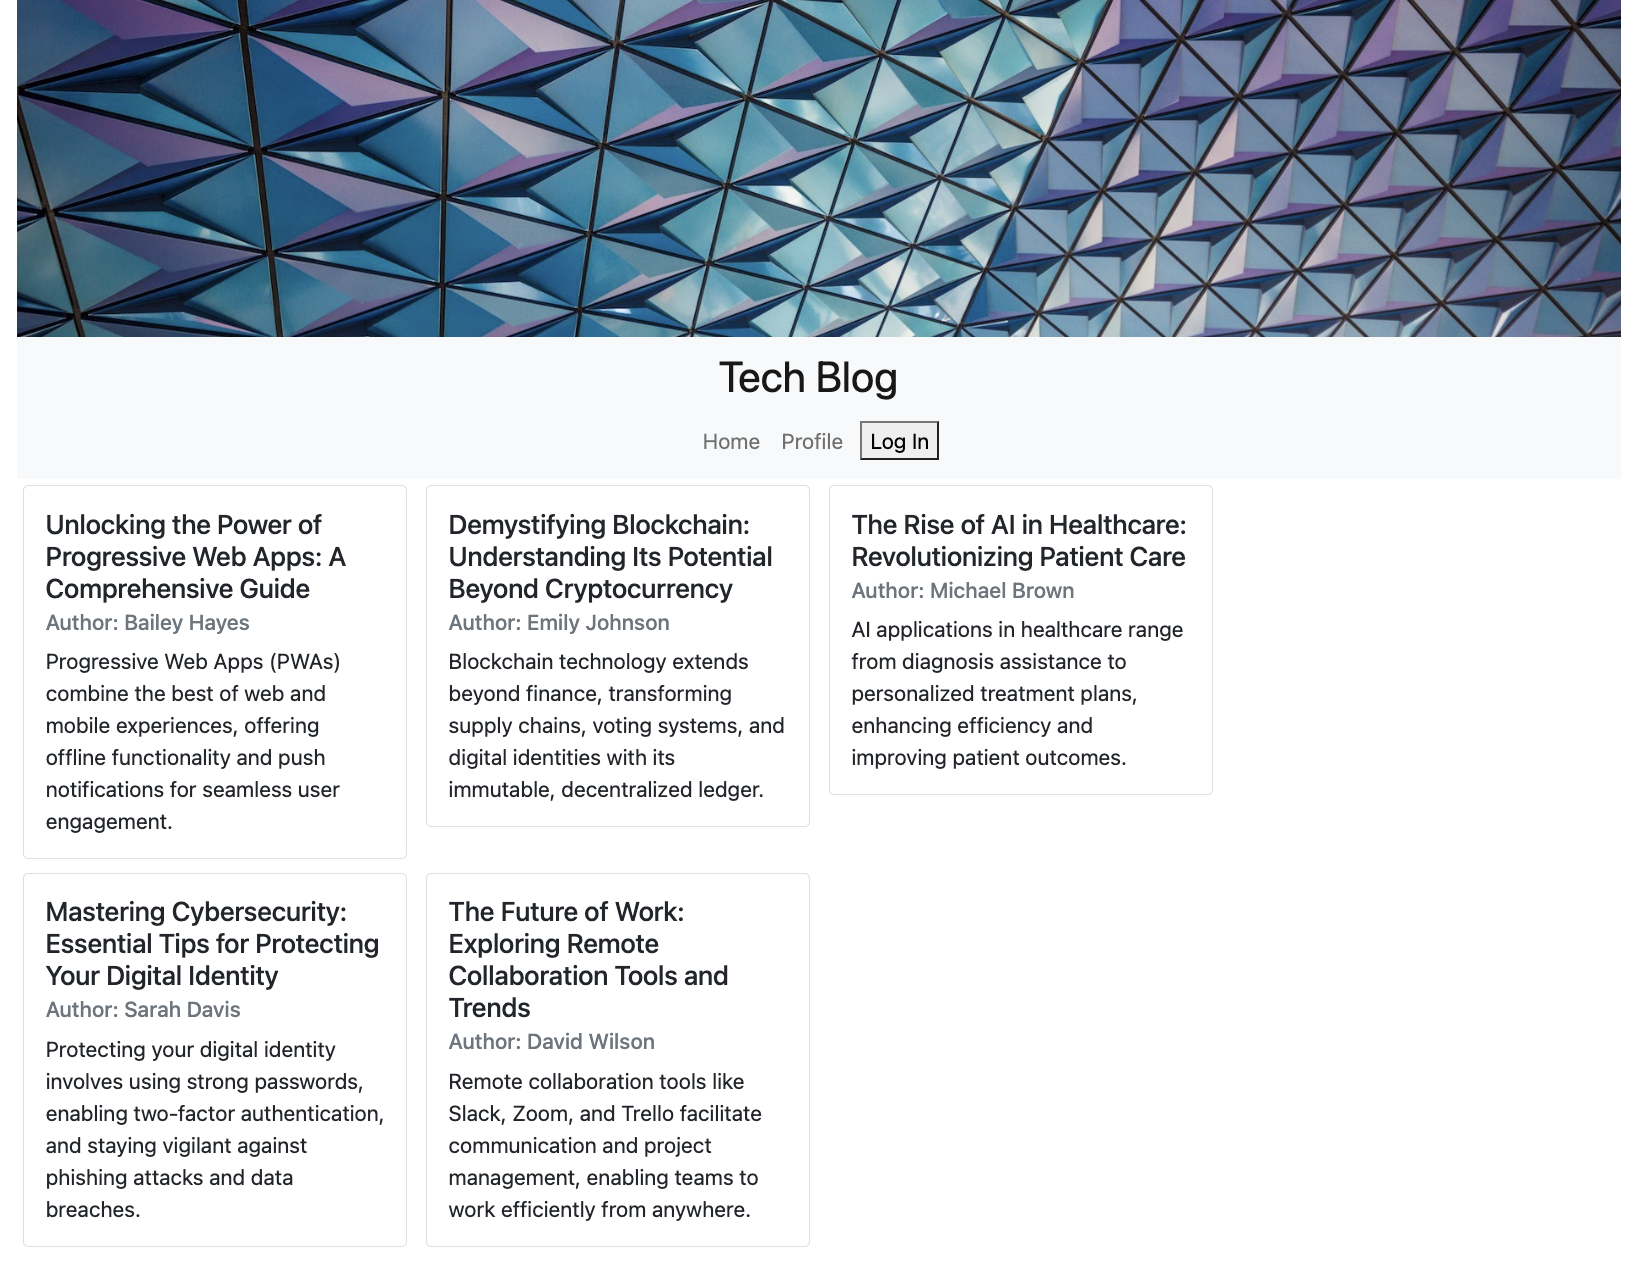 Tech Blog
Home Profile Log In
Unlocking the Power of
Progressive Web Apps: A
Comprehensive Guide
Author: Bailey Hayes
Progressive Web Apps (PWAs)
combine the best of web and
mobile experiences, offering
offline functionality and push
notifications for seamless user
engagement.
Demystifying Blockchain:
Understanding Its Potential
Beyond Cryptocurrency
Author: Emily Johnson
Blockchain technology extends
beyond finance, transforming
supply chains, voting systems, and
digital identities with its
immutable, decentralized ledger.
The Rise of AI in Healthcare:
Revolutionizing Patient Care
Author: Michael Brown
AI applications in healthcare range
from diagnosis assistance to
personalized treatment plans,
enhancing efficiency and
improving patient outcomes.
Mastering Cybersecurity:
Essential Tips for Protecting
Your Digital Identity
Author: Sarah Davis
Protecting your digital identity
involves using strong passwords,
enabling two-factor authentication,
and staying vigilant against
phishing attacks and data
breaches.
The Future of Work:
Exploring Remote
Collaboration Tools and
Trends
Author: David Wilson
Remote collaboration tools like
Slack, Zoom, and Trello facilitate
communication and project
management, enabling teams to
work efficiently from anywhere.